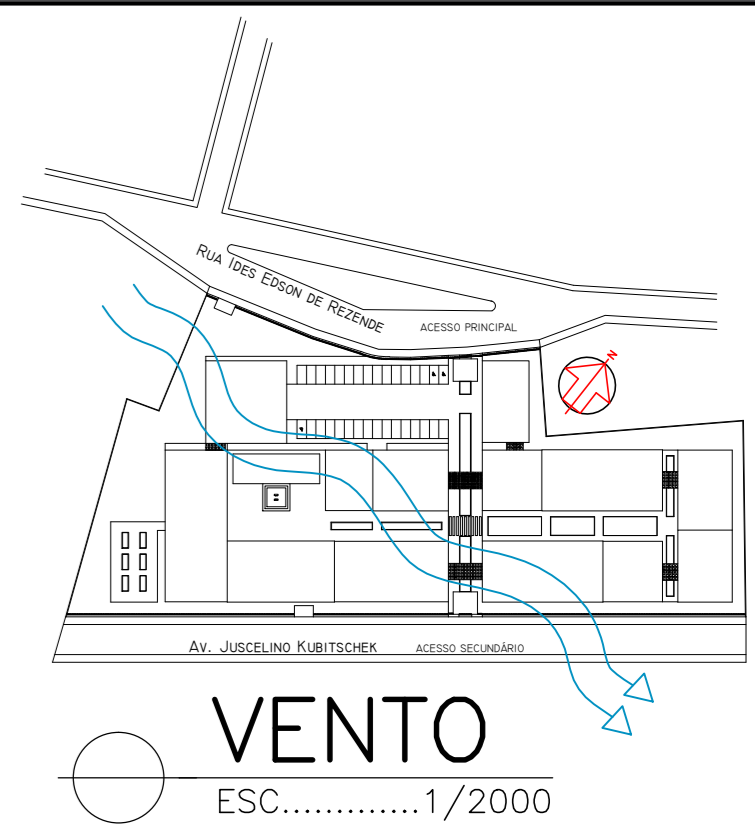 RUA IDES EDSON DE REZENDE
ACESSO PRINCIPAL
N
AV. JUSCELINO KUBITSCHEK ACESSO SECUNDÁRIO
VENTO
ESC.............1/2000